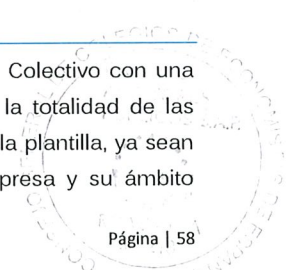 Colectivo con una
la totalidad de las
la plantilla, ya sean
presa y su ámbito
Página | 58